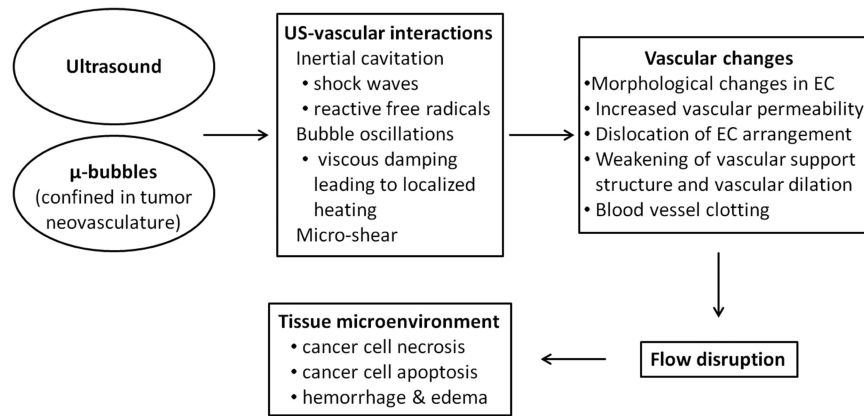 Ultrasound
μ-bubbles
(confined in tumor
neovasculature)
US-vascular interactions
Inertial cavitation
• shock waves
• reactive free radicals
Bubble oscillations
• viscous damping
leading to localized
heating
Micro-shear
Vascular changes
•Morphological changes in EC
• Increased vascular permeability
• Dislocation of EC arrangement
• Weakening of vascular support
structure and vascular dilation
• Blood vessel clotting
Flow disruption
Tissue microenvironment
• cancer cell necrosis
• cancer cell apoptosis
• hemorrhage & edema